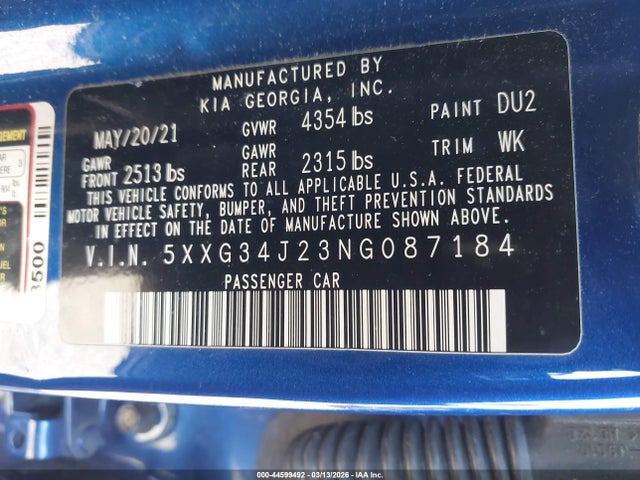 MANUFACTURED BY
KIA GEORGIA, INC.
MAY/20/21 GVWR 4354 lbs PAINT DU2
GAWR FRONT 2513 lbs GAWR REAR 2315 lbs TRIM WK
THIS VEHICLE CONFORMS TO ALL APPLICABLE U.S.A. FEDERAL
MOTOR VEHICLE SAFETY, BUMPER, AND THEFT PREVENTION STANDARDS
IN EFFECT ON THE DATE OF MANUFACTURE SHOWN ABOVE.
V.I.N. 5XXG34J23NG087184
PASSENGER CAR
3500
000-44599492 - 03/13/2026 - IAA Inc.